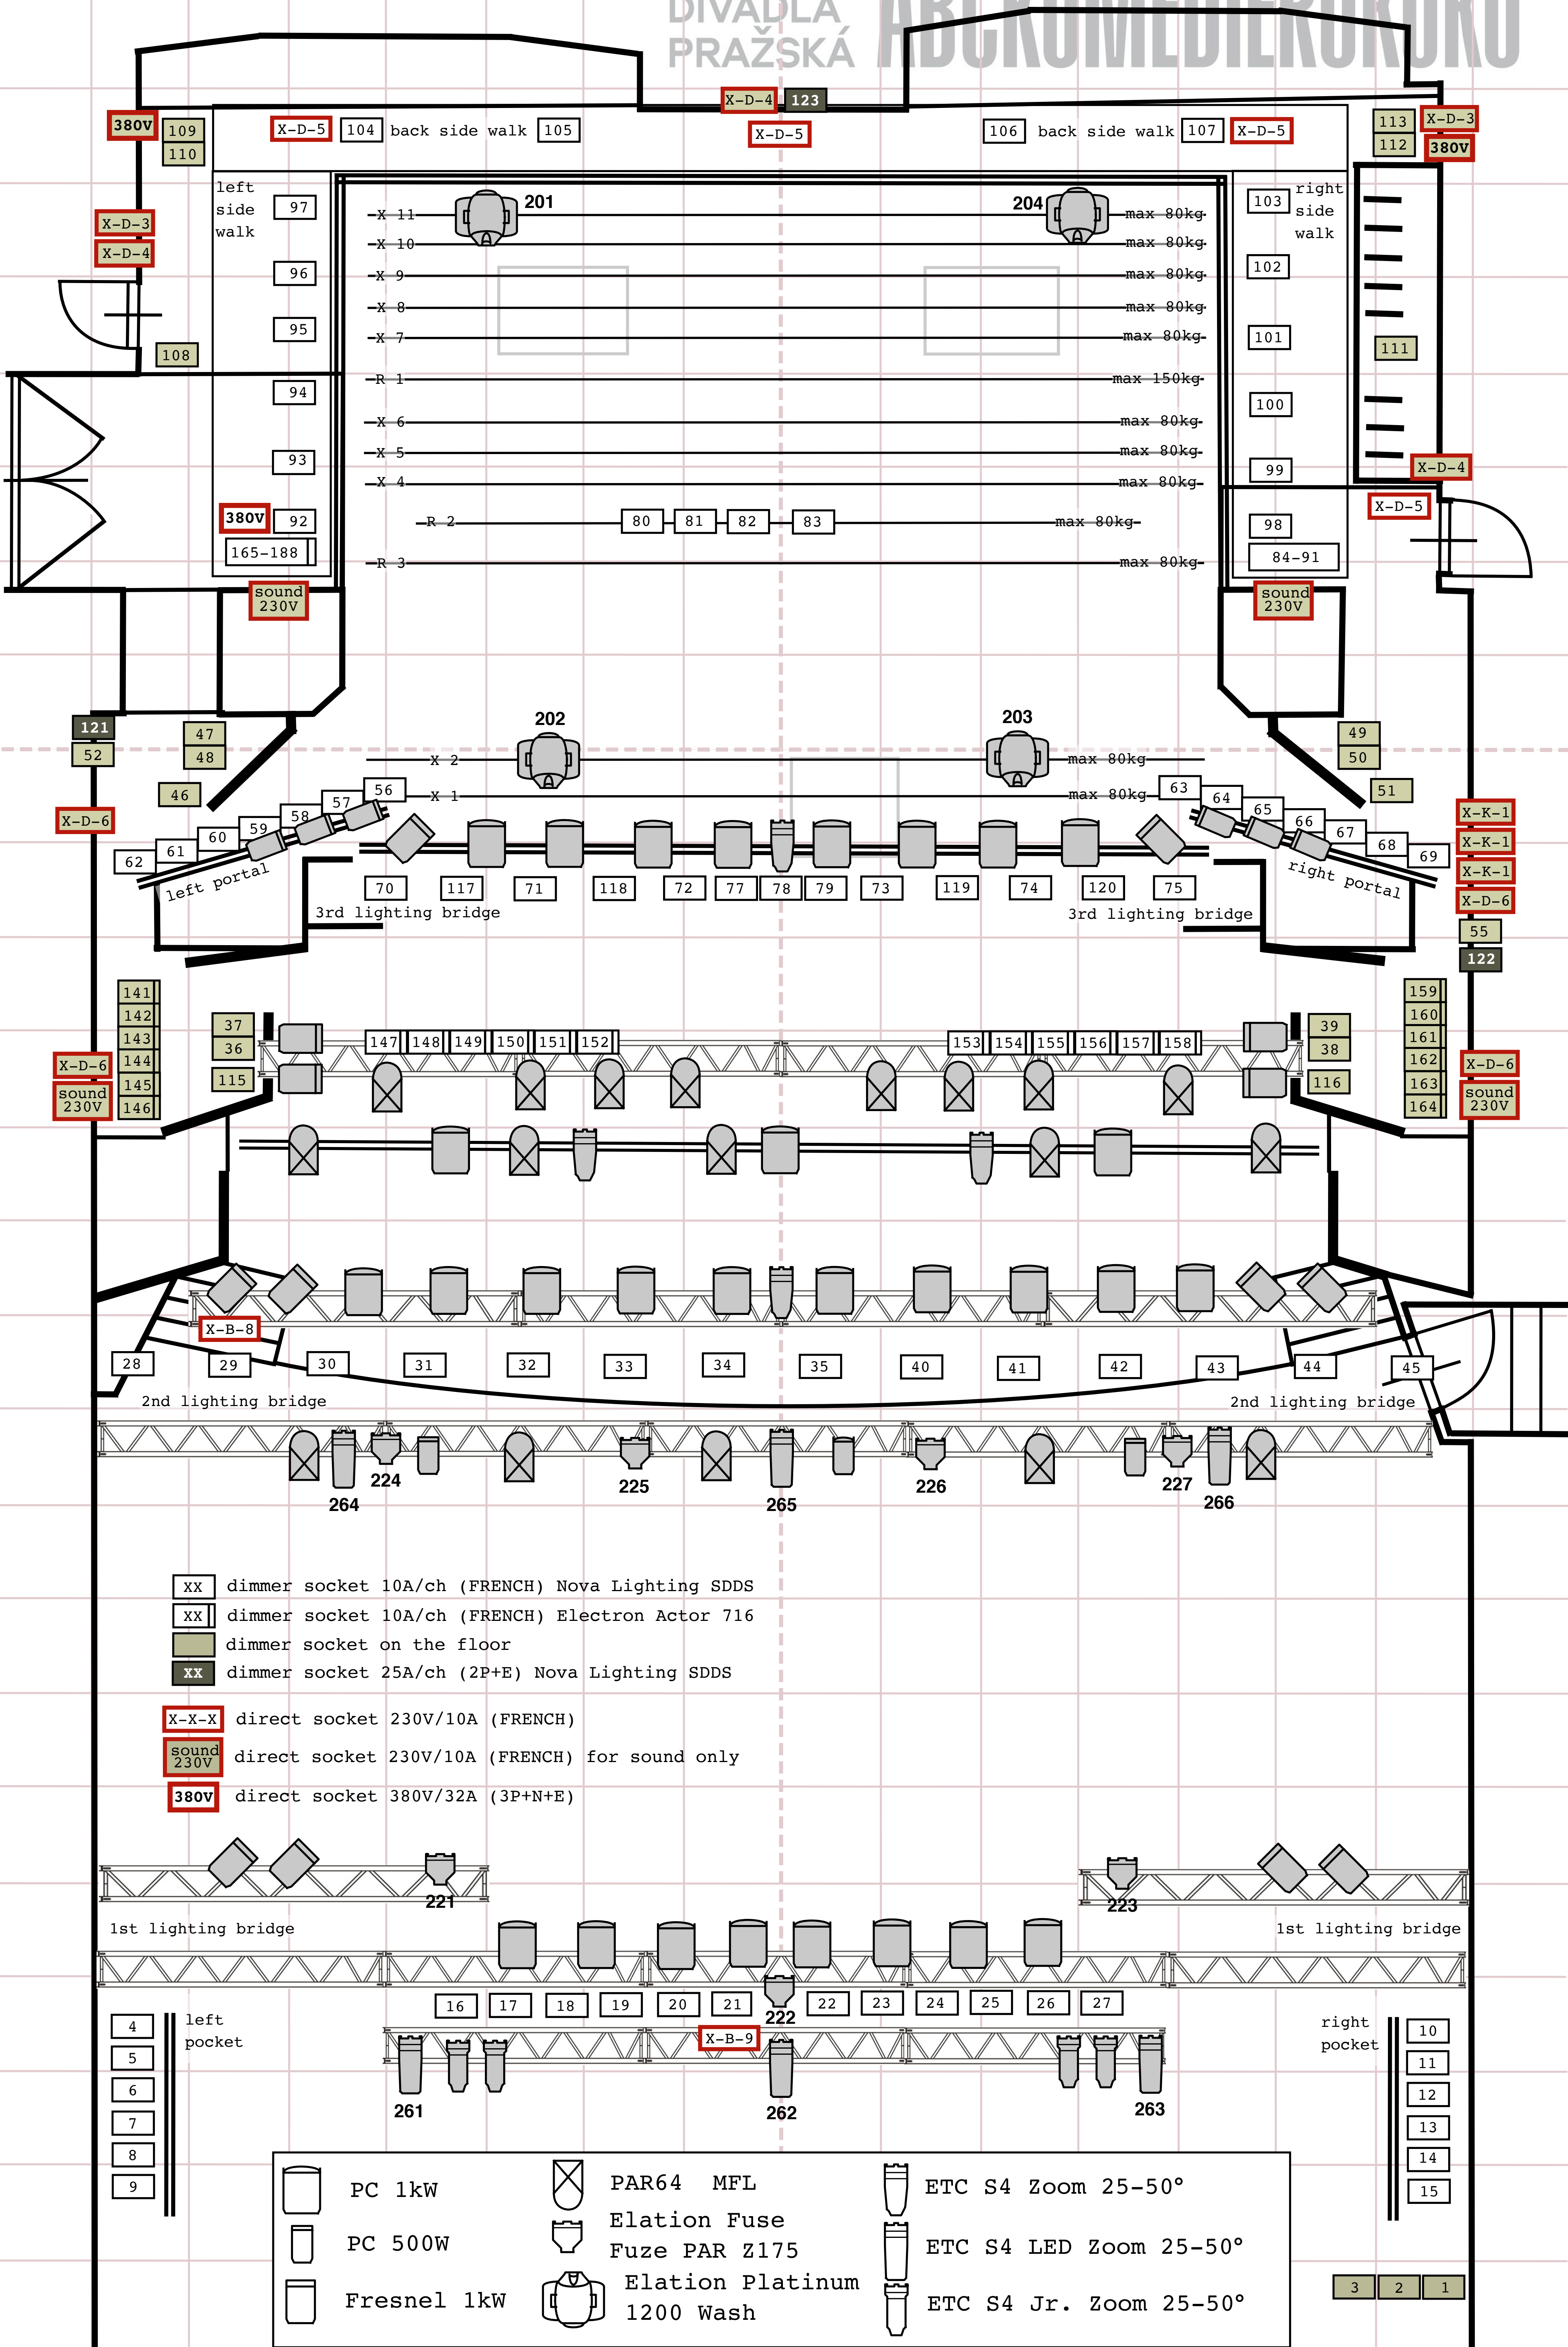 DIVADLA
PRAŽSKÁ
ABCKOMEDIEROKOKO
X-D-4 123
380V 109 X-D-5 104 back side walk 105 X-D-5 106 back side walk 107 X-D-5 113 X-D-3
110 112 380V
left
side
walk
97 201 204 103 right
side
walk
X 11 max 80kg
X-D-3
X-D-4
X 10 max 80kg
96 X 9 max 80kg 102
X 8 max 80kg
95 X 7 max 80kg 101
108 111
R 1 max 150kg
94 100
X 6 max 80kg
93 X 5 max 80kg 99 X-D-4
X 4 max 80kg
X-D-5
380V 92 R 2 80 81 82 83 max 80kg 98
165-188 84-91
R 3 max 80kg
sound
230V
sound
230V
121 47 202 203 49
52 48 X 2 max 80kg 50
46 X 1 max 80kg 51
62 61 60 59 58 57 56
63 64 65 66 67 68 69
X-D-6 X-K-1
X-K-1
X-K-1
X-D-6
left portal right portal
70 117 71 118 72 77 78 79 73 119 74 120 75
3rd lighting bridge 3rd lighting bridge
55
122
141 159
142 160
143 161
144 162
145 163
146 164
37 39
36 38
115 116
147 148 149 150 151 152 153 154 155 156 157 158
X-D-6 X-D-6
sound
230V
sound
230V
X-B-8
28 29 30 31 32 33 34 35 40 41 42 43 44 45
2nd lighting bridge 2nd lighting bridge
224 225 226 227
264 265 266
xx dimmer socket 10A/ch (FRENCH) Nova Lighting SDDS
xx dimmer socket 10A/ch (FRENCH) Electron Actor 716
dimmer socket on the floor
xx dimmer socket 25A/ch (2P+E) Nova Lighting SDDS
X-X-X direct socket 230V/10A (FRENCH)
sound
230V
direct socket 230V/10A (FRENCH) for sound only
380V direct socket 380V/32A (3P+N+E)
221 223
1st lighting bridge 1st lighting bridge
16 17 18 19 20 21 222 22 23 24 25 26 27
X-B-9
left
pocket
right
pocket
4 10
5 11
6 12
7 13
8 14
9 15
261 262 263
PC 1kW
PC 500W
Fresnel 1kW
PAR64 MFL
Elation Fuse
Fuze PAR Z175
Elation Platinum
1200 Wash
ETC S4 Zoom 25-50°
ETC S4 LED Zoom 25-50°
ETC S4 Jr. Zoom 25-50°
3 2 1